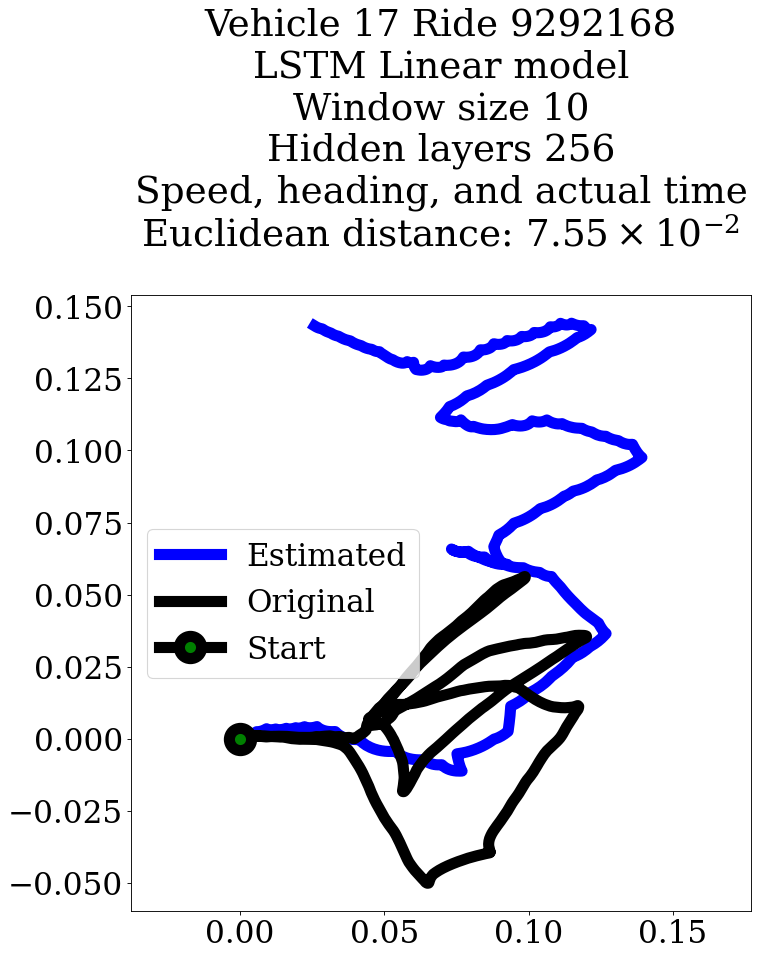 Vehicle 17 Ride 9292168
LSTM Linear model
Window size 10
Hidden layers 256
Speed, heading, and actual time
Euclidean distance: 7.55 × 10⁻²
0.150
0.125
0.100
0.075
0.050
0.025
0.000
−0.025
−0.050
Estimated
Original
Start
0.00
0.05
0.10
0.15